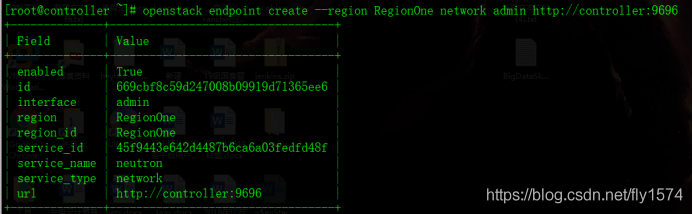 [root@controller ~]# openstack endpoint create --region RegionOne network admin http://controller:9696
+--------------+----------------------------------+
| Field | Value |
+--------------+----------------------------------+
| enabled | True |
| id | 669cbf8c59d247008b09919d71365ee6 |
| interface | admin |
| region | RegionOne |
| region_id | RegionOne |
| service_id | 45f9443e642d4487b6ca6a03fedfd48f |
| service_name | neutron |
| service_type | network |
| url | http://controller:9696 |
+--------------+----------------------------------+
https://blog.csdn.net/fly1574